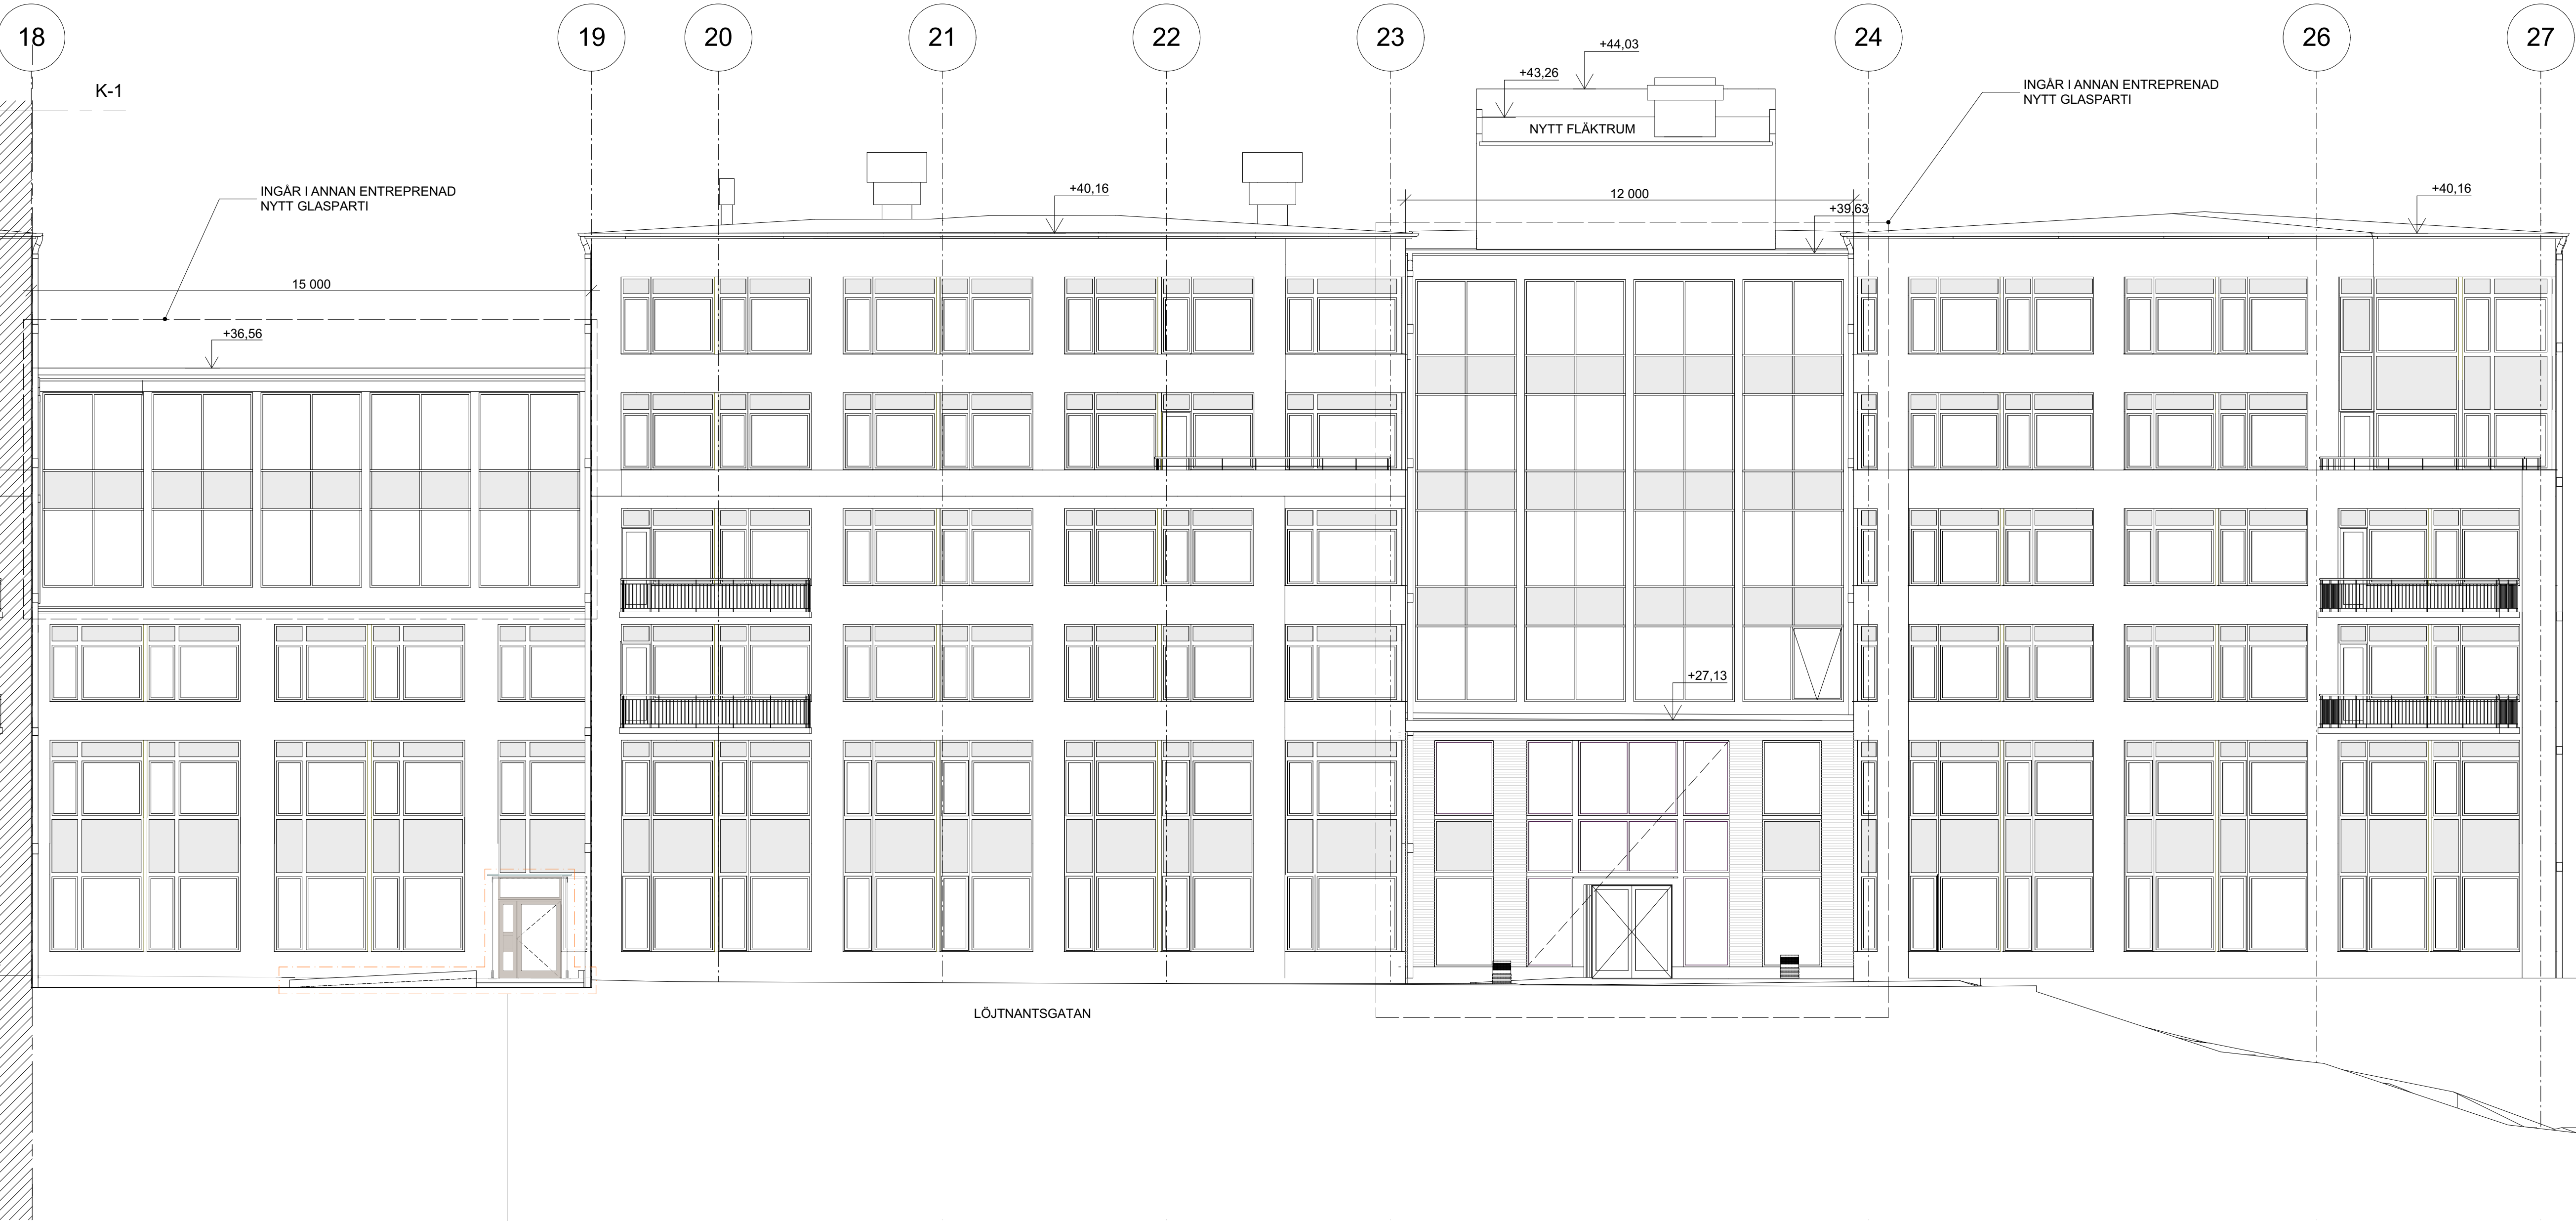 18
19
20
21
22
23
24
26
27
K-1
+44,03
+43,26
INGÅR I ANNAN ENTREPRENAD
NYTT GLASPARTI
NYTT FLÄKTRUM
INGÅR I ANNAN ENTREPRENAD
NYTT GLASPARTI
+40,16
12 000
+40,16
+39,63
15 000
+36,56
+27,13
LÖJTNANTSGATAN